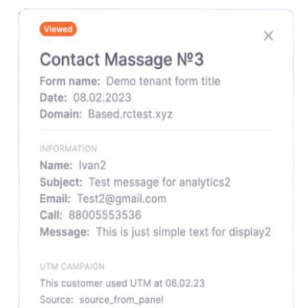 Viewed
Contact Massage №3
Form name: Demo tenant form title
Date: 08.02.2023
Domain: Based.rctest.xyz
INFORMATION
Name: Ivan2
Subject: Test message for analytics2
Email: Test2@gmail.com
Call: 88005553536
Message: This is just simple text for display2
UTM CAMPAIGN
This customer used UTM at 06.02.23
Source: source_from_panel